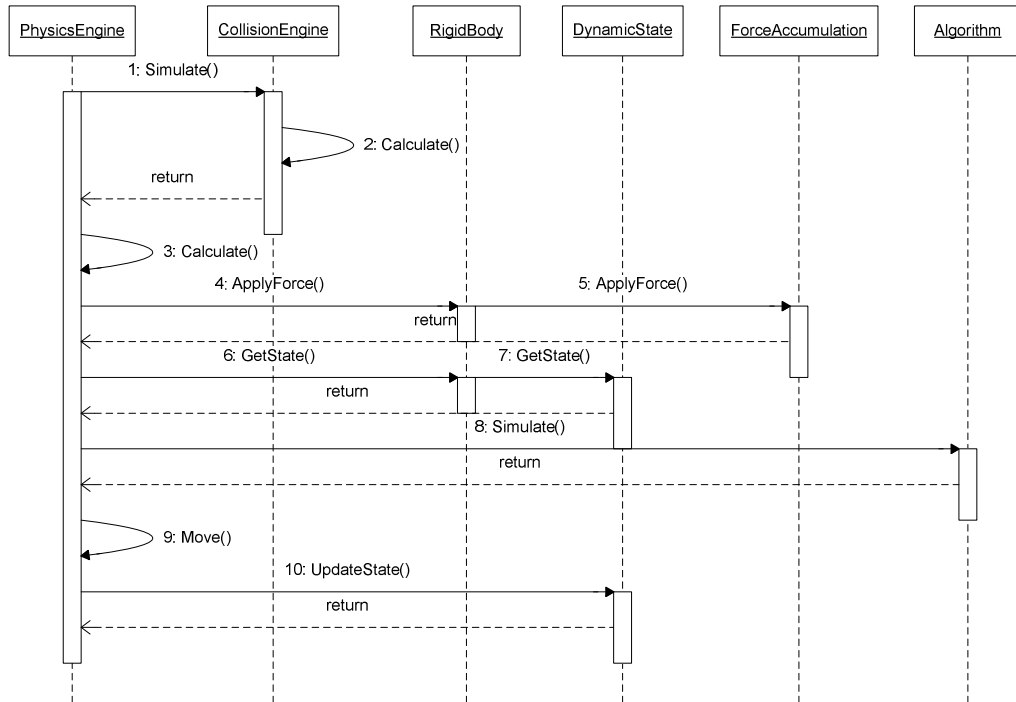 PhysicsEngine CollisionEngine RigidBody DynamicState ForceAccumulation Algorithm
1: Simulate()
2: Calculate()
return
3: Calculate()
4: ApplyForce() 5: ApplyForce()
return
6: GetState() 7: GetState()
return
8: Simulate()
return
9: Move()
10: UpdateState()
return